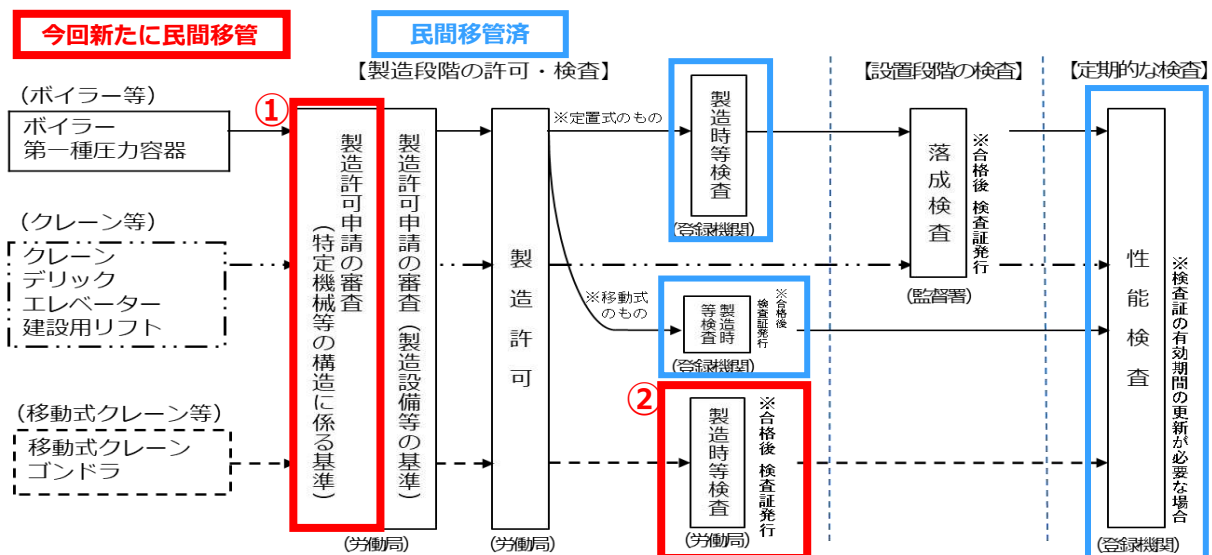 今回新たに民間移管
民間移管済
【製造段階の許可・検査】
【設置段階の検査】
【定期的な検査】
(ボイラー等)
ボイラー
第一種圧力容器
(クレーン等)
クレーン
デリック
エレベーター
建設用リフト
(移動式クレーン等)
移動式クレーン
ゴンドラ
①
製造許可申請の審査
(特定機械等の構造に係る基準)
製造許可申請の審査(製造設備等の基準)
(労働局)
製造許可
(労働局)
※定置式のもの
製造時等検査
(登録機関)
※移動式
のもの
製造時
等検査
※合格後
検査証発行
(登録機関)
②
製造時等検査
※合格後 検査証発行
(労働局)
落成検査
※合格後 検査証発行
(監督署)
性能検査
※検査証の有効期間の更新が必要な場合
(登録機関)